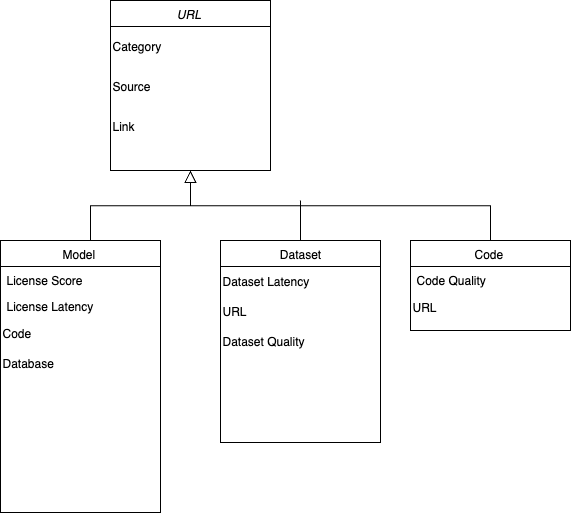 URL
Category
Source
Link
Model
License Score
License Latency
Code
Database
Dataset
Dataset Latency
URL
Dataset Quality
Code
Code Quality
URL